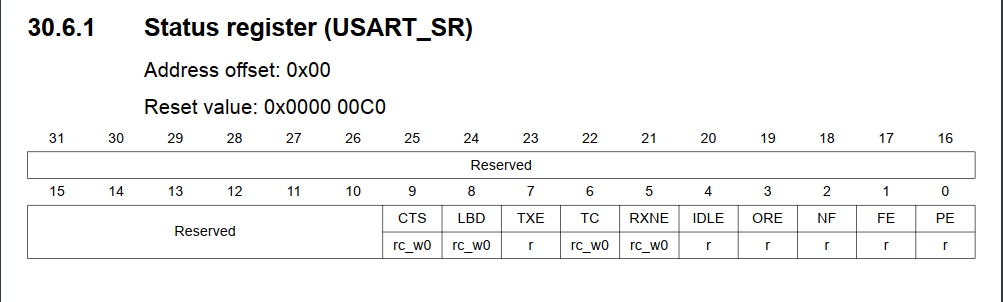 30.6.1 Status register (USART_SR)
Address offset: 0x00
Reset value: 0x0000 00C0
31 30 29 28 27 26 25 24 23 22 21 20 19 18 17 16
Reserved
15 14 13 12 11 10 9 8 7 6 5 4 3 2 1 0
Reserved CTS LBD TXE TC RXNE IDLE ORE NF FE PE
rc_w0 rc_w0 r rc_w0 rc_w0 r r r r r